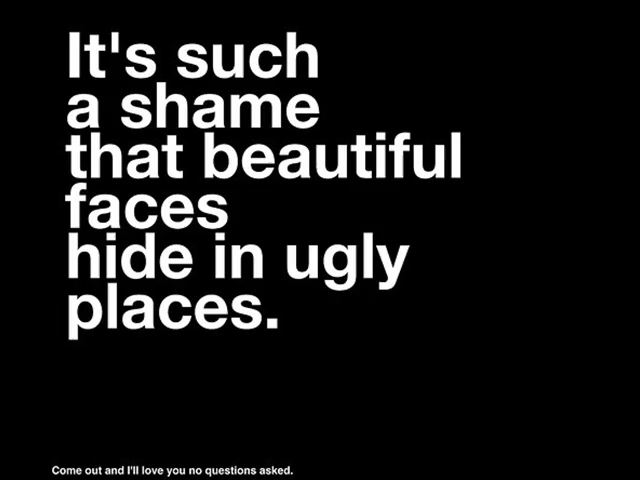 It's such
a shame
that beautiful
faces
hide in ugly
places.
Come out and I'll love you no questions asked.